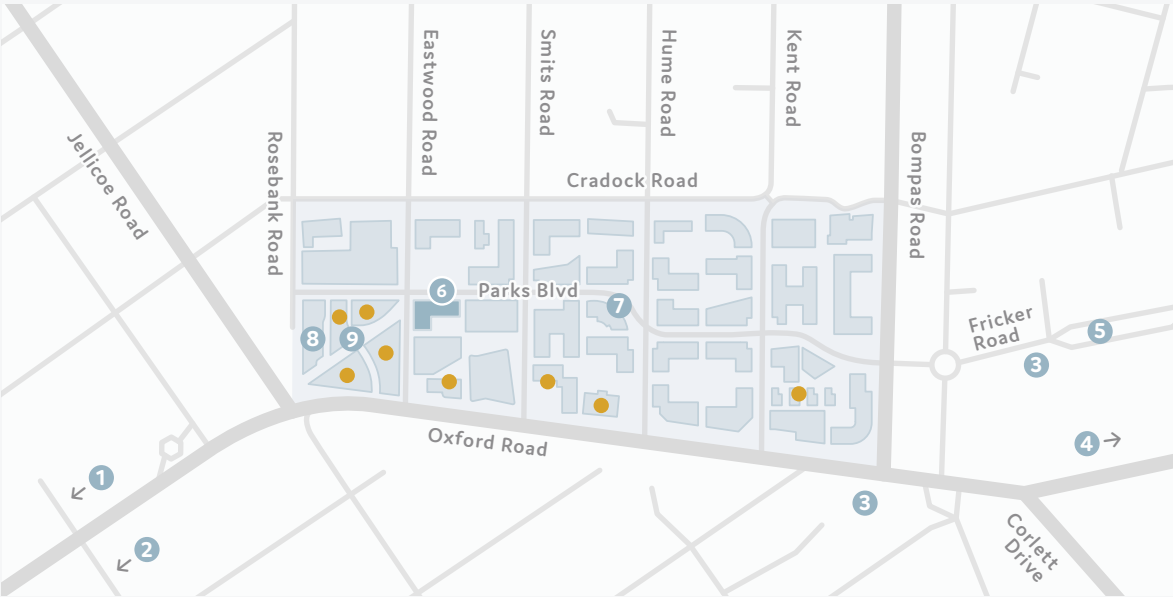 Eastwood Road
Smits Road
Hume Road
Kent Road
Jellicoe Road
Rosebank Road
Bompas Road
Cradock Road
6
Parks Blvd
7
Fricker
Road
5
8
9
3
Oxford Road
4
1
3
2
Corlett
Drive